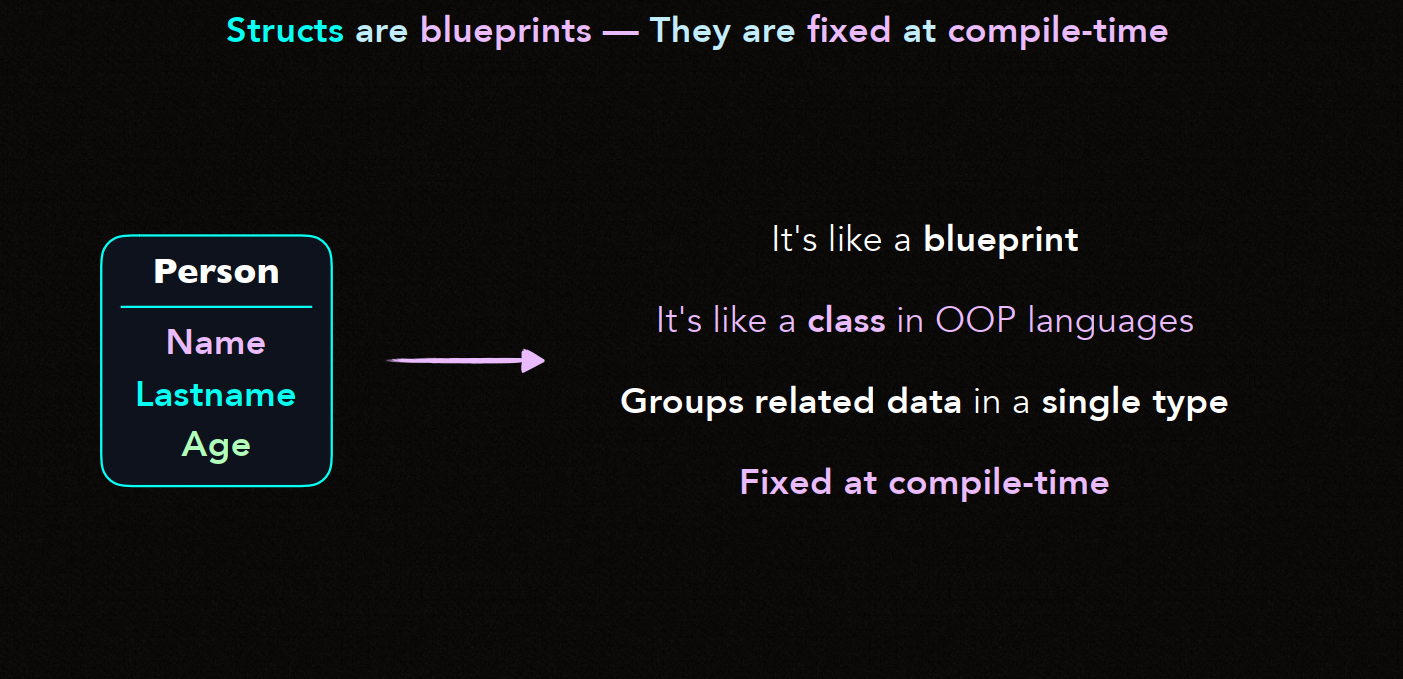 Structs are blueprints — They are fixed at compile-time
Person
Name
Lastname
Age
It's like a blueprint
It's like a class in OOP languages
Groups related data in a single type
Fixed at compile-time